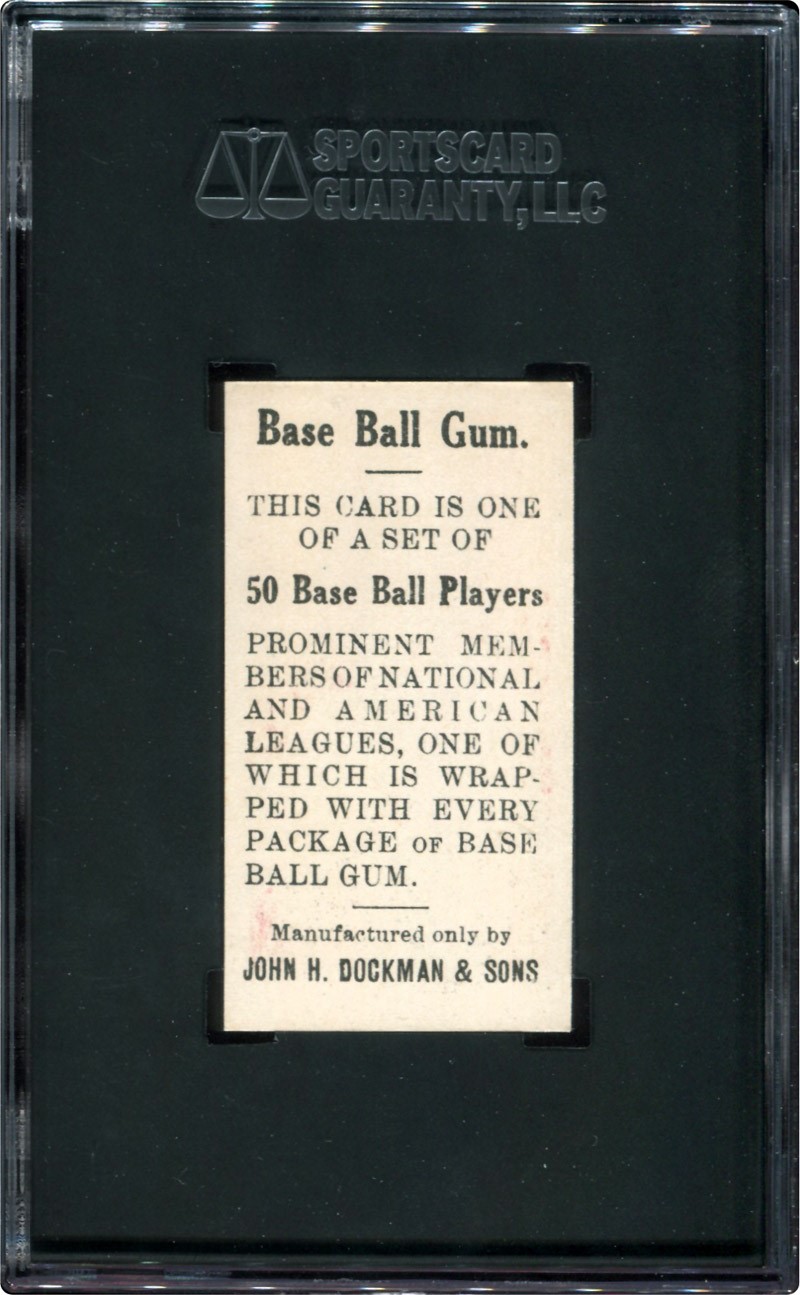 SPORTSCARD
GUARANTY, LLC
Base Ball Gum.
THIS CARD IS ONE
OF A SET OF
50 Base Ball Players
PROMINENT MEM-
BERS OF NATIONAL
AND AMERICAN
LEAGUES, ONE OF
WHICH IS WRAP-
PED WITH EVERY
PACKAGE OF BASE
BALL GUM.
Manufactured only by
JOHN H. DOCKMAN & SONS